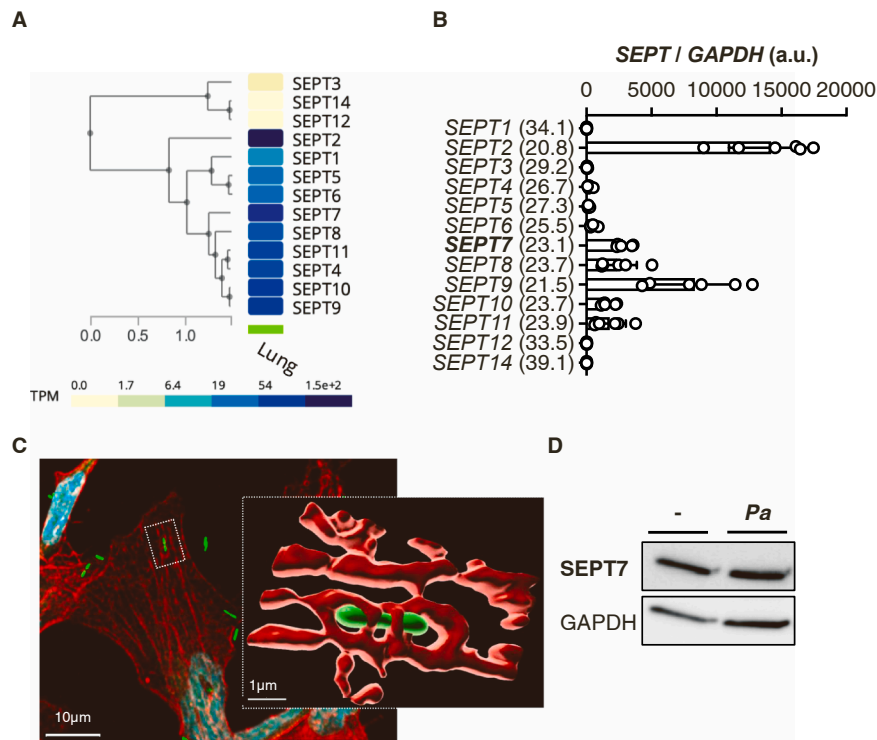 A
SEPT3
SEPT14
SEPT12
SEPT2
SEPT1
SEPT5
SEPT6
SEPT7
SEPT8
SEPT11
SEPT4
SEPT10
SEPT9
0.0 0.5 1.0
Lung
0.0 1.7 6.4 19 54 1.5e+2
TPM
B
SEPT / GAPDH (a.u.)
0 5000 10000 15000 20000
SEPT1 (34.1)
SEPT2 (20.8)
SEPT3 (29.2)
SEPT4 (26.7)
SEPT5 (27.3)
SEPT6 (25.5)
SEPT7 (23.1)
SEPT8 (23.7)
SEPT9 (21.5)
SEPT10 (23.7)
SEPT11 (23.9)
SEPT12 (33.5)
SEPT14 (39.1)
C
10µm
1µm
D
- Pa
SEPT7
GAPDH